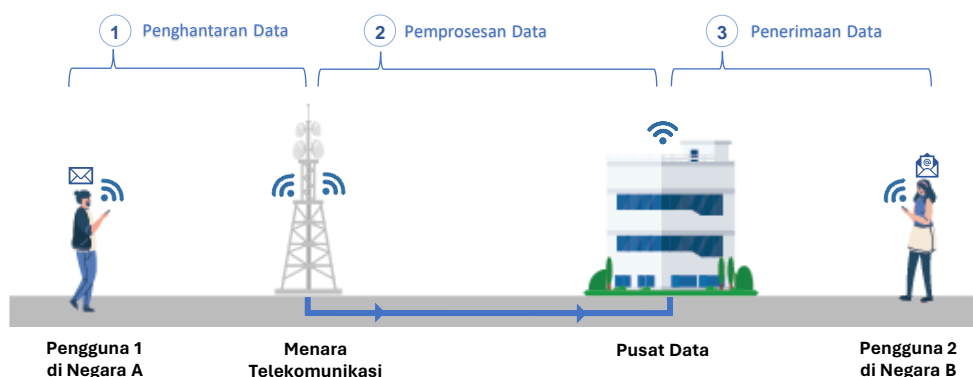 1 Penghantaran Data
2 Pemprosesan Data
3 Penerimaan Data
@
Pengguna 1
di Negara A
Menara
Telekomunikasi
Pusat Data
Pengguna 2
di Negara B